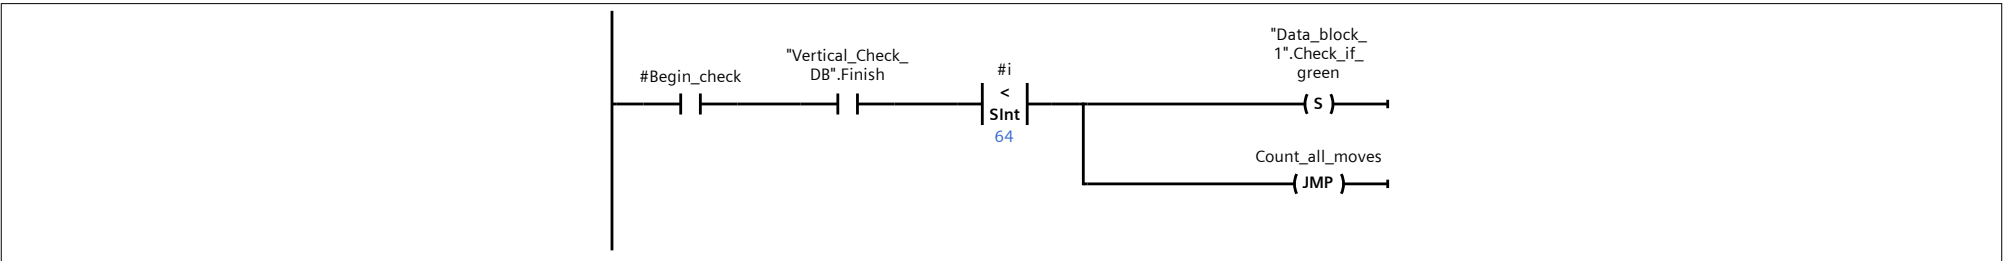 "Data_block_
1".Check_if_
green
"Vertical_Check_
DB".Finish
#Begin_check
#i
<
SInt
64
S
Count_all_moves
JMP